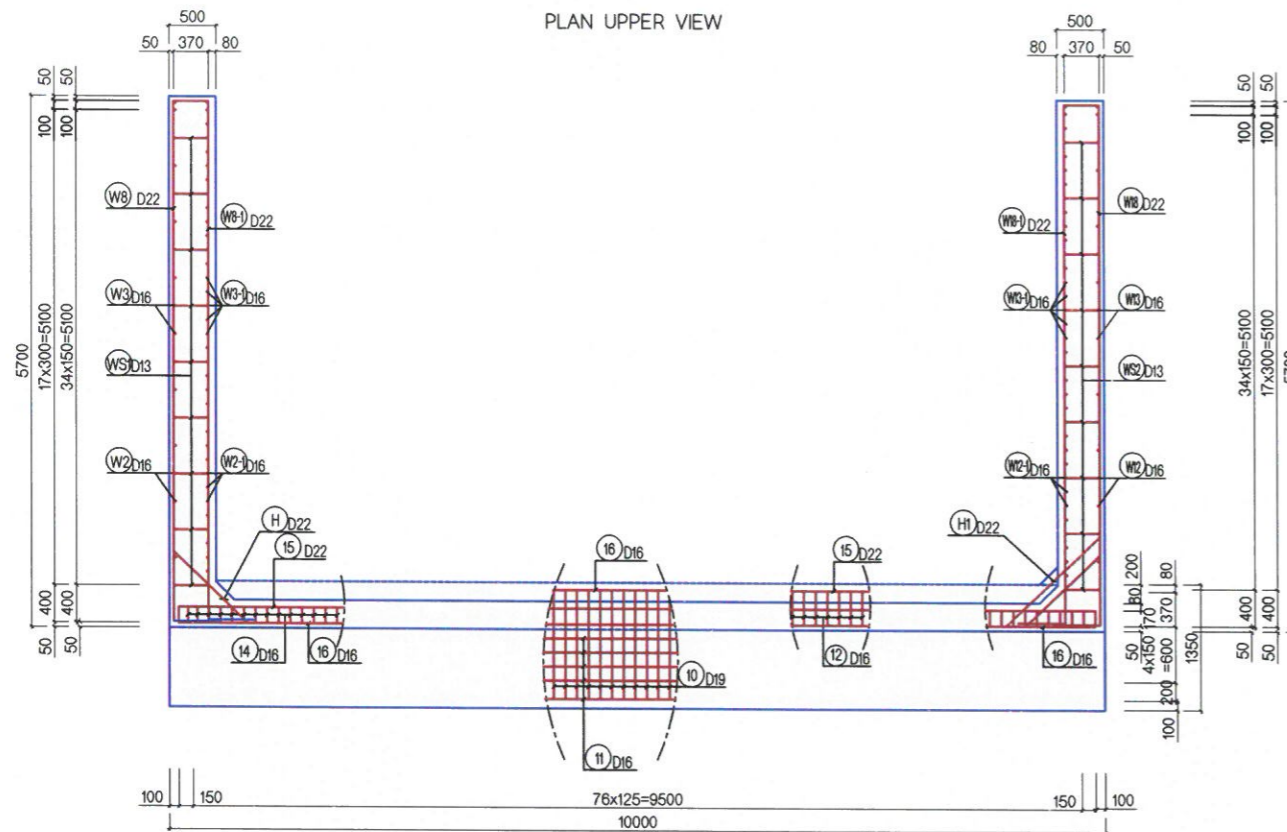 PLAN UPPER VIEW
500
50 370 80
500
80 370 50
50 50
100 100
5700
17x300=5100
34x150=5100
400 400
50 50
50 50
100 100
34x150=5100
17x300=5100
400 400
50 50
W8 D22
W8-1 D22
W3 D16
W3-1 D16
WS1 D13
W2 D16
W2-1 D16
H D22
15 D22
14 D16
16 D16
16 D16
10 D19
11 D16
15 D22
12 D16
W18-1 D22
W18 D22
W13-1 D16
W13 D16
WS2 D13
W12-1 D16
W12 D16
H1 D22
16 D16
200 80
80 370
170
50
4x150
=600
1350
200
100
100 150 76x125=9500 150 100
10000